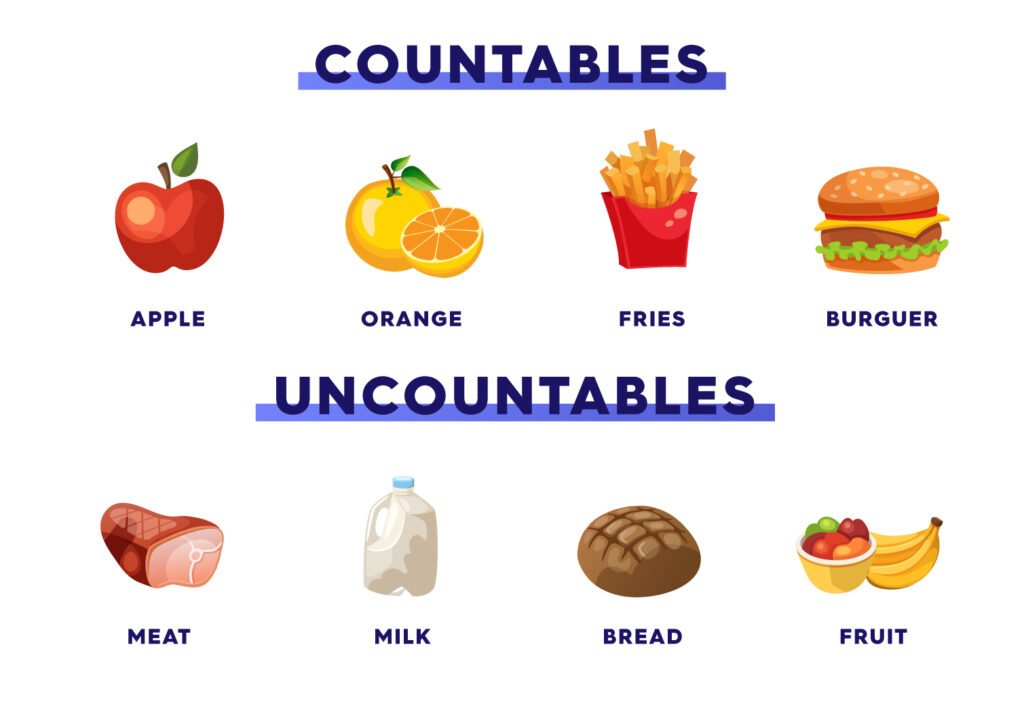 COUNTABLES
APPLE ORANGE FRIES BURGUER
UNCOUNTABLES
MEAT MILK BREAD FRUIT